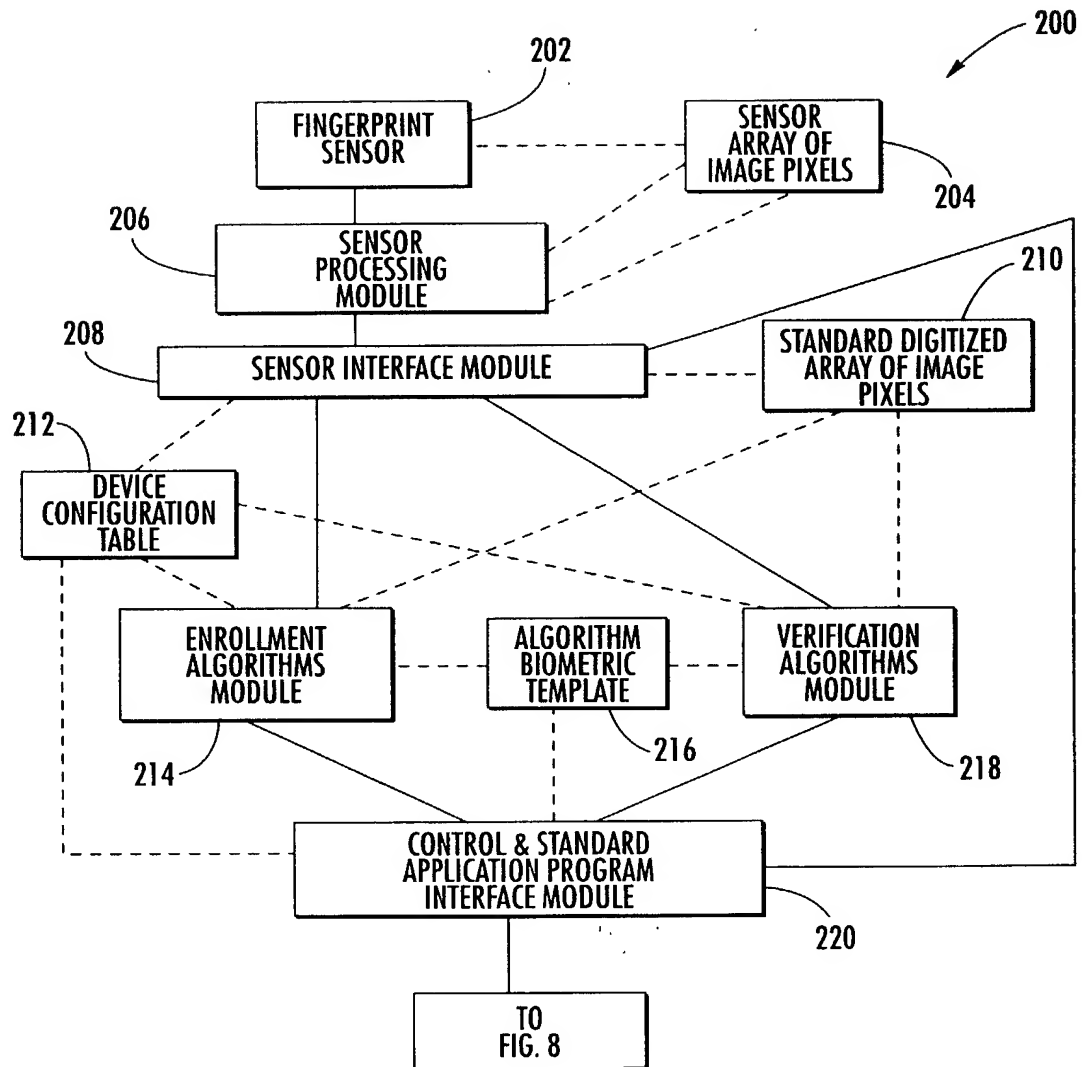 200
202
FINGERPRINT
SENSOR
SENSOR
ARRAY OF
IMAGE PIXELS
204
206
SENSOR
PROCESSING
MODULE
210
208
SENSOR INTERFACE MODULE
STANDARD DIGITIZED
ARRAY OF IMAGE
PIXELS
212
DEVICE
CONFIGURATION
TABLE
ENROLLMENT
ALGORITHMS
MODULE
ALGORITHM
BIOMETRIC
TEMPLATE
VERIFICATION
ALGORITHMS
MODULE
214
216
218
CONTROL & STANDARD
APPLICATION PROGRAM
INTERFACE MODULE
220
TO
FIG. 8